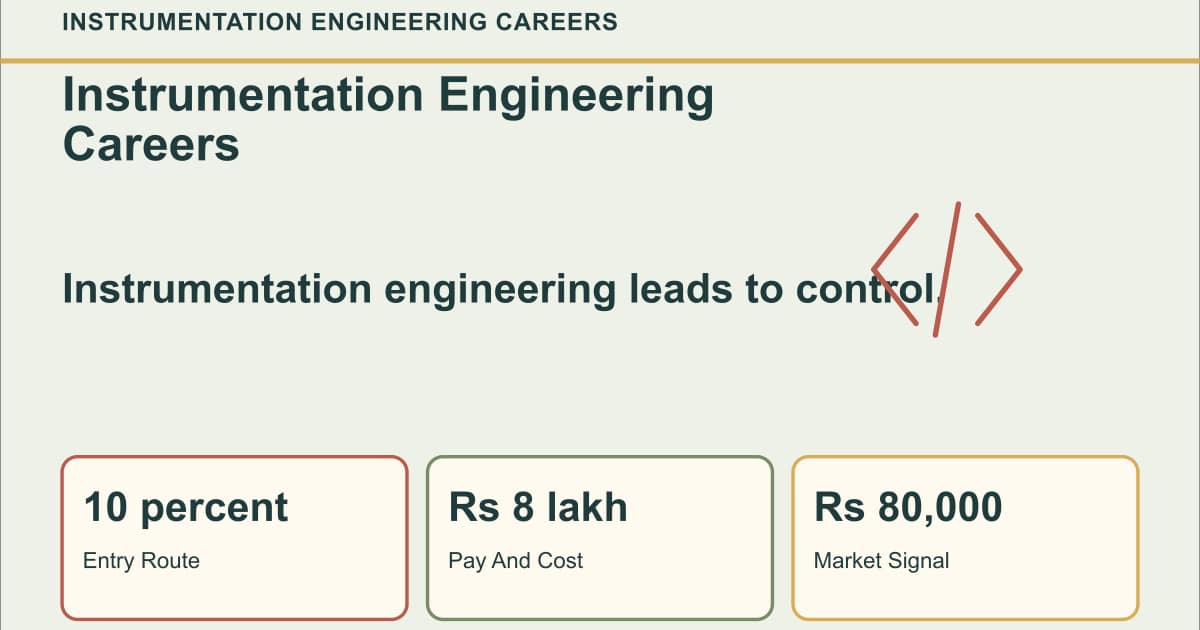 INSTRUMENTATION ENGINEERING CAREERS
Instrumentation Engineering
Careers
Instrumentation engineering leads to control,
10 percent
Entry Route
Rs 8 lakh
Pay And Cost
Rs 80,000
Market Signal